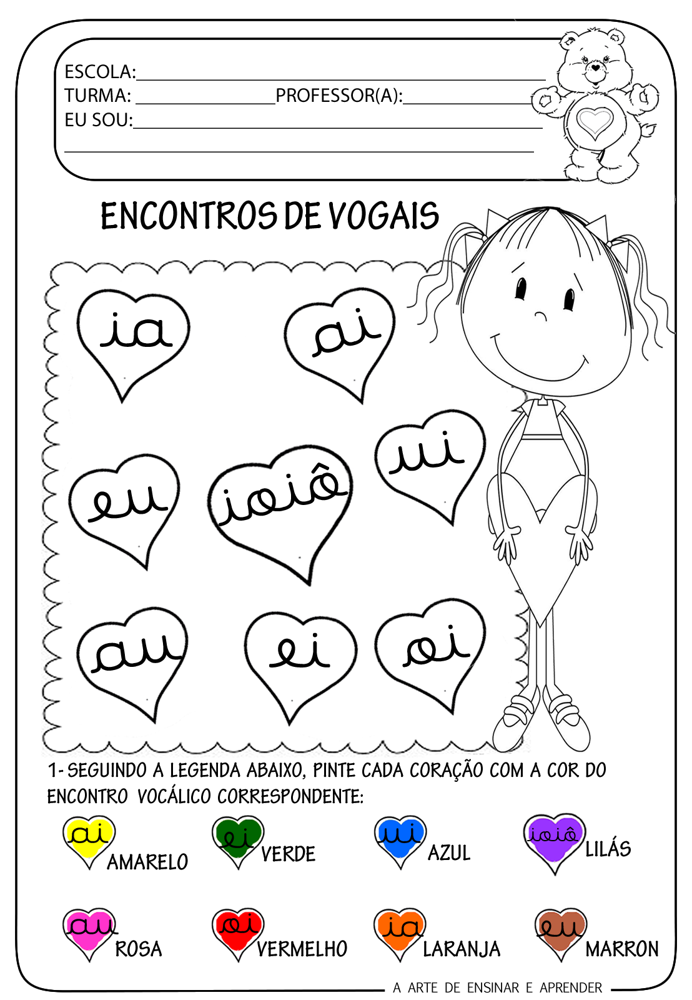 ESCOLA:
TURMA: PROFESSOR(A):
EU SOU:
ENCONTROS DE VOGAIS
ia ai
ui
eu ioiô
au ei oi
1- SEGUINDO A LEGENDA ABAIXO, PINTE CADA CORAÇÃO COM A COR DO
ENCONTRO VOCÁLICO CORRESPONDENTE:
ai AMARELO ei VERDE ui AZUL ioiô LILÁS
au ROSA oi VERMELHO ia LARANJA eu MARRON
A ARTE DE ENSINAR E APRENDER